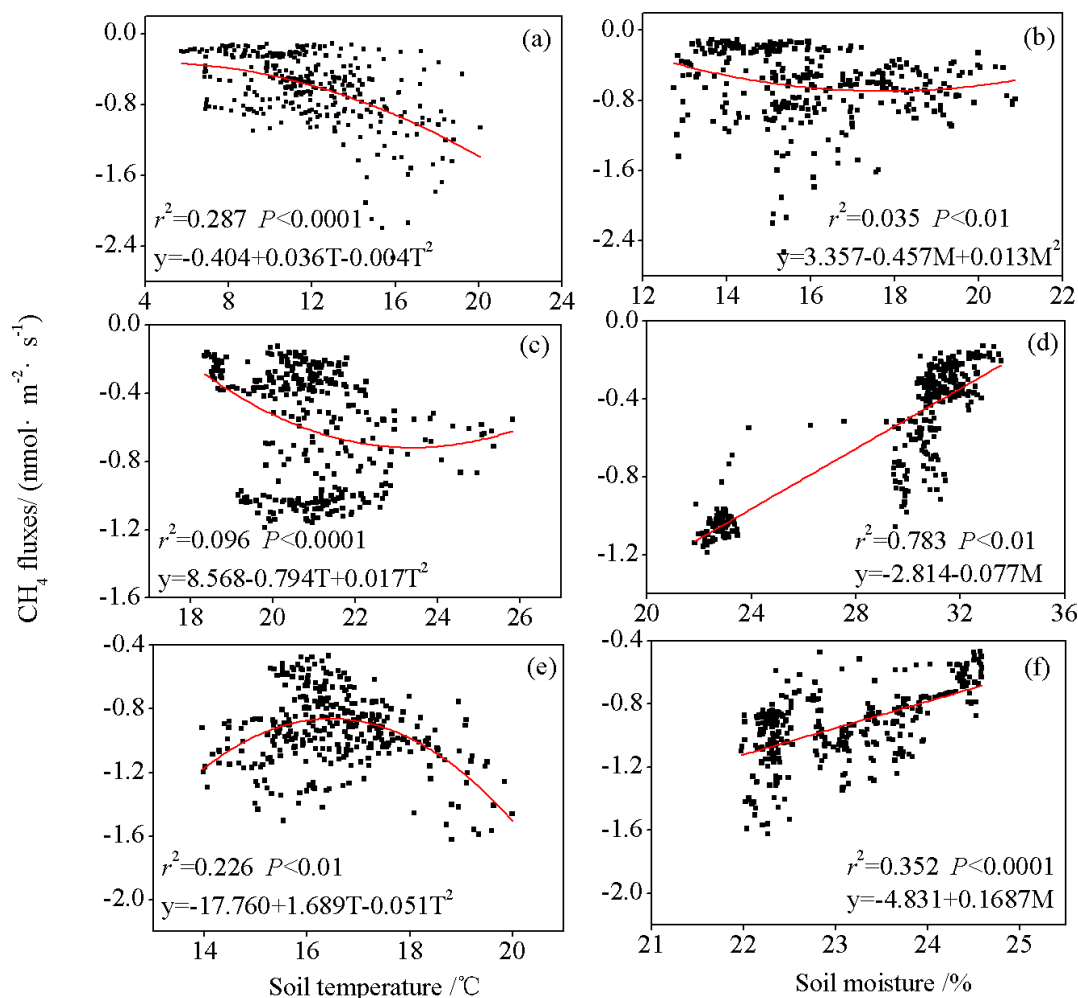 CH₄ fluxes/ (nmol· m⁻²· s⁻¹)
(a)
0.0
-0.8
-1.6
-2.4
r²=0.287 P<0.0001
y=-0.404+0.036T-0.004T²
4 8 12 16 20 24
(b)
0.0
-0.8
-1.6
-2.4
r²=0.035 P<0.01
y=3.357-0.457M+0.013M²
12 14 16 18 20 22
(c)
0.0
-0.4
-0.8
-1.2
-1.6
r²=0.096 P<0.0001
y=8.568-0.794T+0.017T²
18 20 22 24 26
(d)
0.0
-0.4
-0.8
-1.2
r²=0.783 P<0.01
y=-2.814-0.077M
20 24 28 32 36
(e)
-0.4
-0.8
-1.2
-1.6
-2.0
r²=0.226 P<0.01
y=-17.760+1.689T-0.051T²
14 16 18 20
Soil temperature /℃
(f)
-0.4
-0.8
-1.2
-1.6
-2.0
r²=0.352 P<0.0001
y=-4.831+0.1687M
21 22 23 24 25
Soil moisture /%